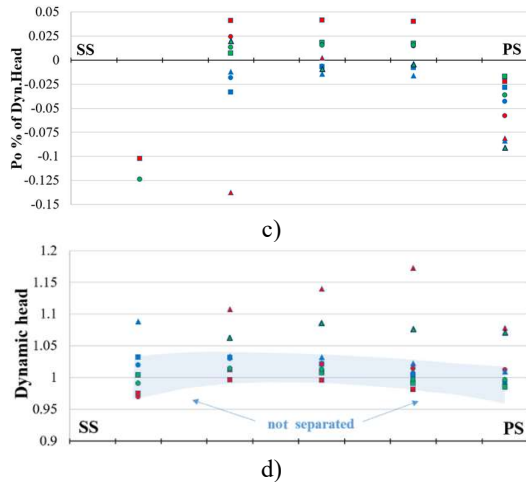 Po % of Dyn.Head
0.05
0.025
0
-0.025
-0.05
-0.075
-0.1
-0.125
-0.15
SS
PS
c)
Dynamic head
1.2
1.15
1.1
1.05
1
0.95
0.9
not separated
SS
PS
d)